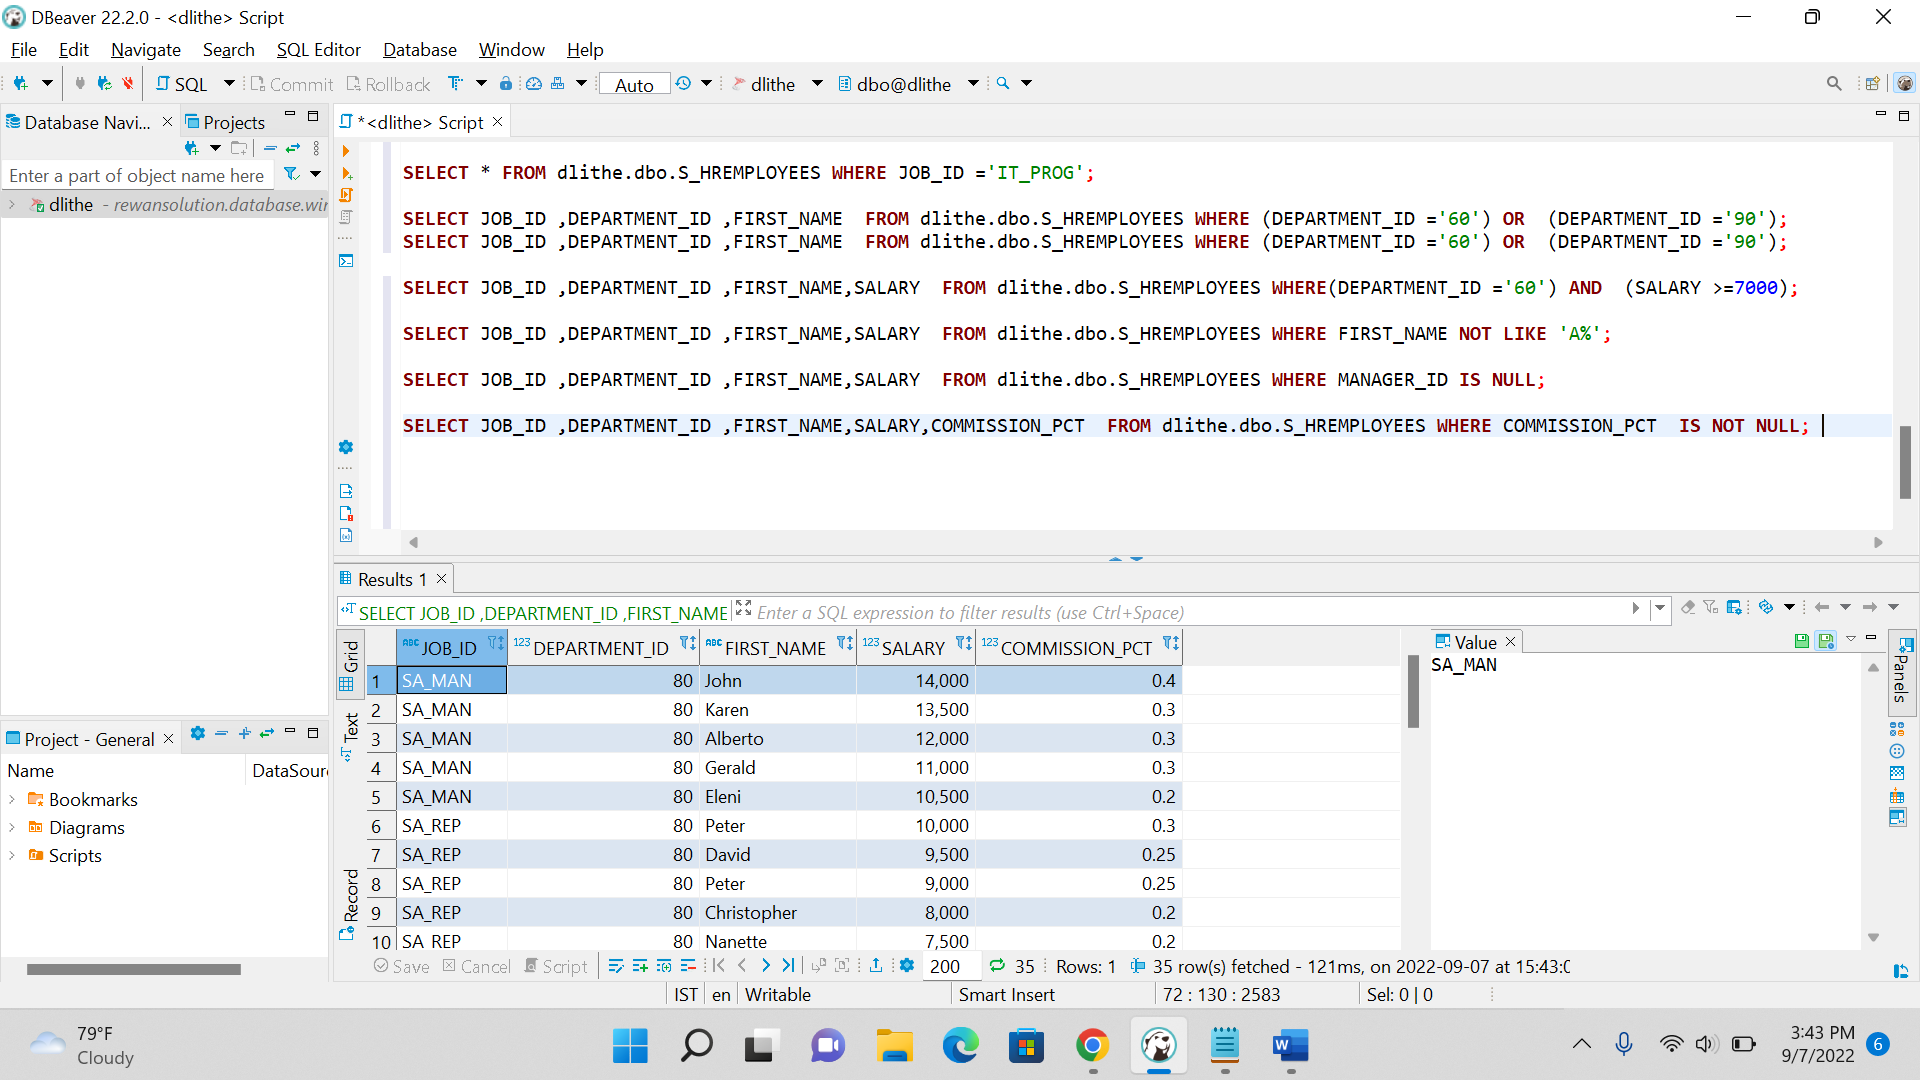 DBeaver 22.2.0 - <dlithe> Script
File Edit Navigate Search SQL Editor Database Window Help
SQL Commit Rollback Auto dlithe dbo@dlithe
Database Navi... Projects
*<dlithe> Script
Enter a part of object name here
dlithe - rewansolution.database.wir
SELECT * FROM dlithe.dbo.S_HREMPLOYEES WHERE JOB_ID ='IT_PROG';
SELECT JOB_ID ,DEPARTMENT_ID ,FIRST_NAME FROM dlithe.dbo.S_HREMPLOYEES WHERE (DEPARTMENT_ID ='60') OR (DEPARTMENT_ID ='90');
SELECT JOB_ID ,DEPARTMENT_ID ,FIRST_NAME FROM dlithe.dbo.S_HREMPLOYEES WHERE (DEPARTMENT_ID ='60') OR (DEPARTMENT_ID ='90');
SELECT JOB_ID ,DEPARTMENT_ID ,FIRST_NAME,SALARY FROM dlithe.dbo.S_HREMPLOYEES WHERE(DEPARTMENT_ID ='60') AND (SALARY >=7000);
SELECT JOB_ID ,DEPARTMENT_ID ,FIRST_NAME,SALARY FROM dlithe.dbo.S_HREMPLOYEES WHERE FIRST_NAME NOT LIKE 'A%';
SELECT JOB_ID ,DEPARTMENT_ID ,FIRST_NAME,SALARY FROM dlithe.dbo.S_HREMPLOYEES WHERE MANAGER_ID IS NULL;
SELECT JOB_ID ,DEPARTMENT_ID ,FIRST_NAME,SALARY,COMMISSION_PCT FROM dlithe.dbo.S_HREMPLOYEES WHERE COMMISSION_PCT IS NOT NULL;
Project - General
Name DataSour
Bookmarks
Diagrams
Scripts
Results 1
SELECT JOB_ID ,DEPARTMENT_ID ,FIRST_NAME Enter a SQL expression to filter results (use Ctrl+Space)
Grid
Text
Record
ABC JOB_ID 123 DEPARTMENT_ID ABC FIRST_NAME 123 SALARY 123 COMMISSION_PCT
1 SA_MAN 80 John 14,000 0.4
2 SA_MAN 80 Karen 13,500 0.3
3 SA_MAN 80 Alberto 12,000 0.3
4 SA_MAN 80 Gerald 11,000 0.3
5 SA_MAN 80 Eleni 10,500 0.2
6 SA_REP 80 Peter 10,000 0.3
7 SA_REP 80 David 9,500 0.25
8 SA_REP 80 Peter 9,000 0.25
9 SA_REP 80 Christopher 8,000 0.2
10 SA_REP 80 Nanette 7,500 0.2
Value
SA_MAN
Panels
Save Cancel Script 200 35 Rows: 1 35 row(s) fetched - 121ms, on 2022-09-07 at 15:43:0
IST en Writable Smart Insert 72 : 130 : 2583 Sel: 0 | 0
79°F
Cloudy
3:43 PM
9/7/2022
6